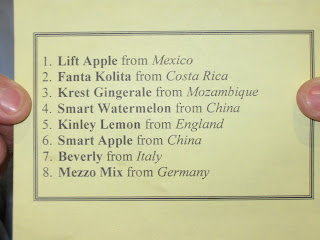 1. Lift Apple from Mexico
2. Fanta Kolita from Costa Rica
3. Krest Gingerale from Mozambique
4. Smart Watermelon from China
5. Kinley Lemon from England
6. Smart Apple from China
7. Beverly from Italy
8. Mezzo Mix from Germany